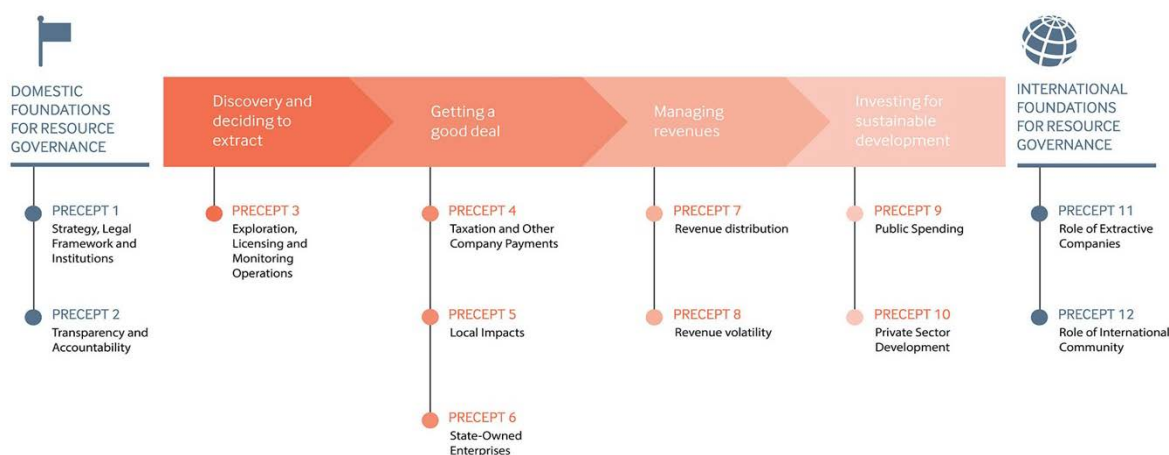 DOMESTIC
FOUNDATIONS
FOR RESOURCE
GOVERNANCE
PRECEPT 1
Strategy, Legal
Framework and
Institutions
PRECEPT 2
Transparency and
Accountability
Discovery and
deciding to
extract
PRECEPT 3
Exploration,
Licensing and
Monitoring
Operations
Getting a
good deal
PRECEPT 4
Taxation and Other
Company Payments
PRECEPT 5
Local Impacts
PRECEPT 6
State-Owned
Enterprises
Managing
revenues
PRECEPT 7
Revenue distribution
PRECEPT 8
Revenue volatility
Investing for
sustainable
development
PRECEPT 9
Public Spending
PRECEPT 10
Private Sector
Development
INTERNATIONAL
FOUNDATIONS
FOR RESOURCE
GOVERNANCE
PRECEPT 11
Role of Extractive
Companies
PRECEPT 12
Role of International
Community